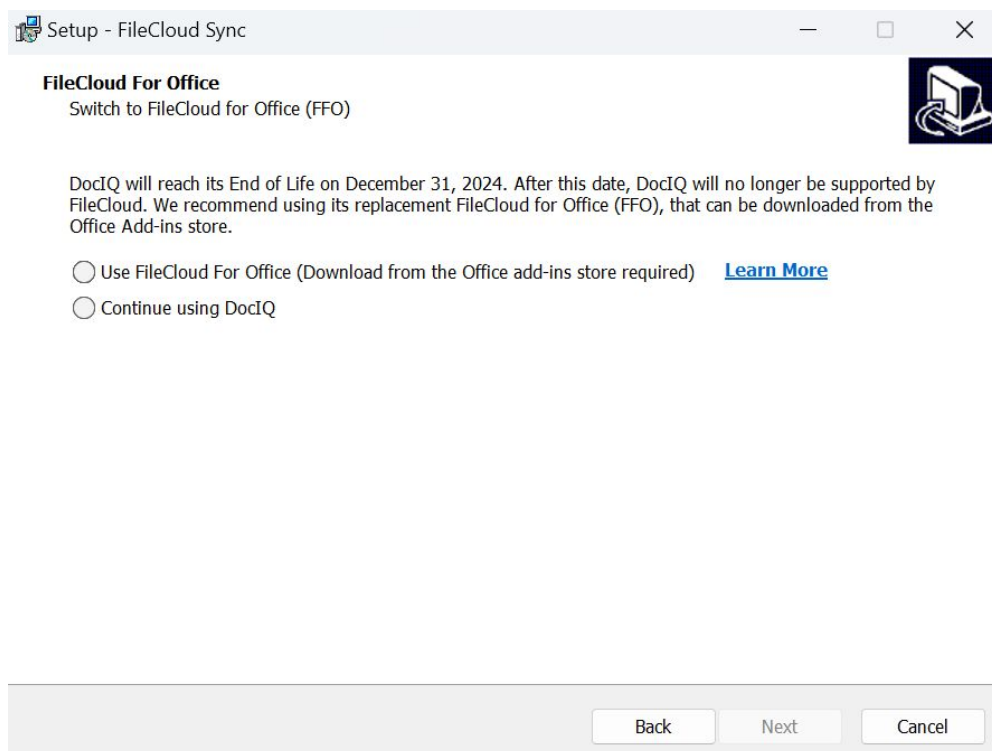 Setup - FileCloud Sync
FileCloud For Office
Switch to FileCloud for Office (FFO)
DocIQ will reach its End of Life on December 31, 2024. After this date, DocIQ will no longer be supported by
FileCloud. We recommend using its replacement FileCloud for Office (FFO), that can be downloaded from the
Office Add-ins store.
Use FileCloud For Office (Download from the Office add-ins store required) Learn More
Continue using DocIQ
Back Next Cancel